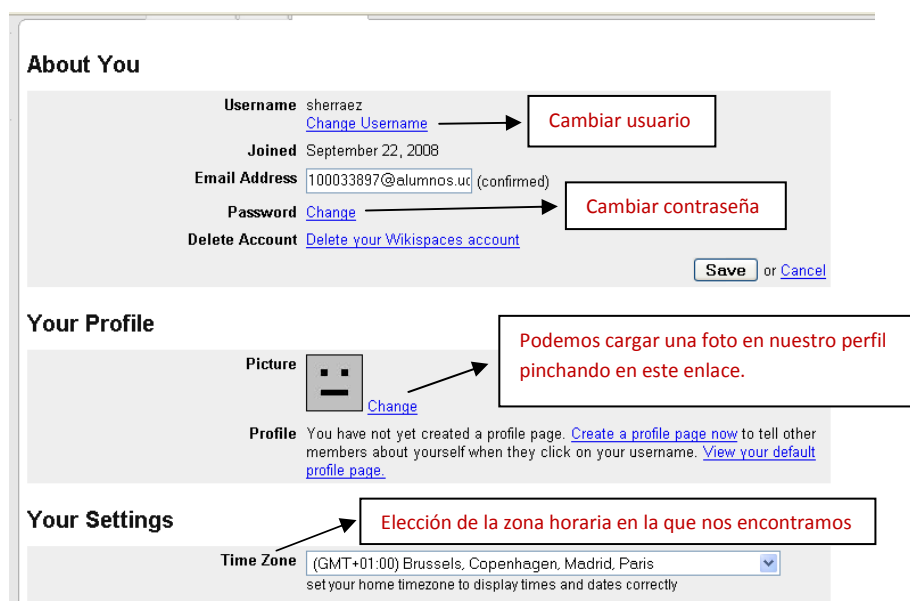 About You
Username sherraez
Change Username
Cambiar usuario
Joined September 22, 2008
Email Address 100033897@alumnos.uc (confirmed)
Password Change
Cambiar contraseña
Delete Account Delete your Wikispaces account
Save or Cancel
Your Profile
Podemos cargar una foto en nuestro perfil
pinchando en este enlace.
Picture
Change
Profile You have not yet created a profile page. Create a profile page now to tell other
members about yourself when they click on your username. View your default
profile page.
Your Settings
Elección de la zona horaria en la que nos encontramos
Time Zone (GMT+01:00) Brussels, Copenhagen, Madrid, Paris
set your home timezone to display times and dates correctly